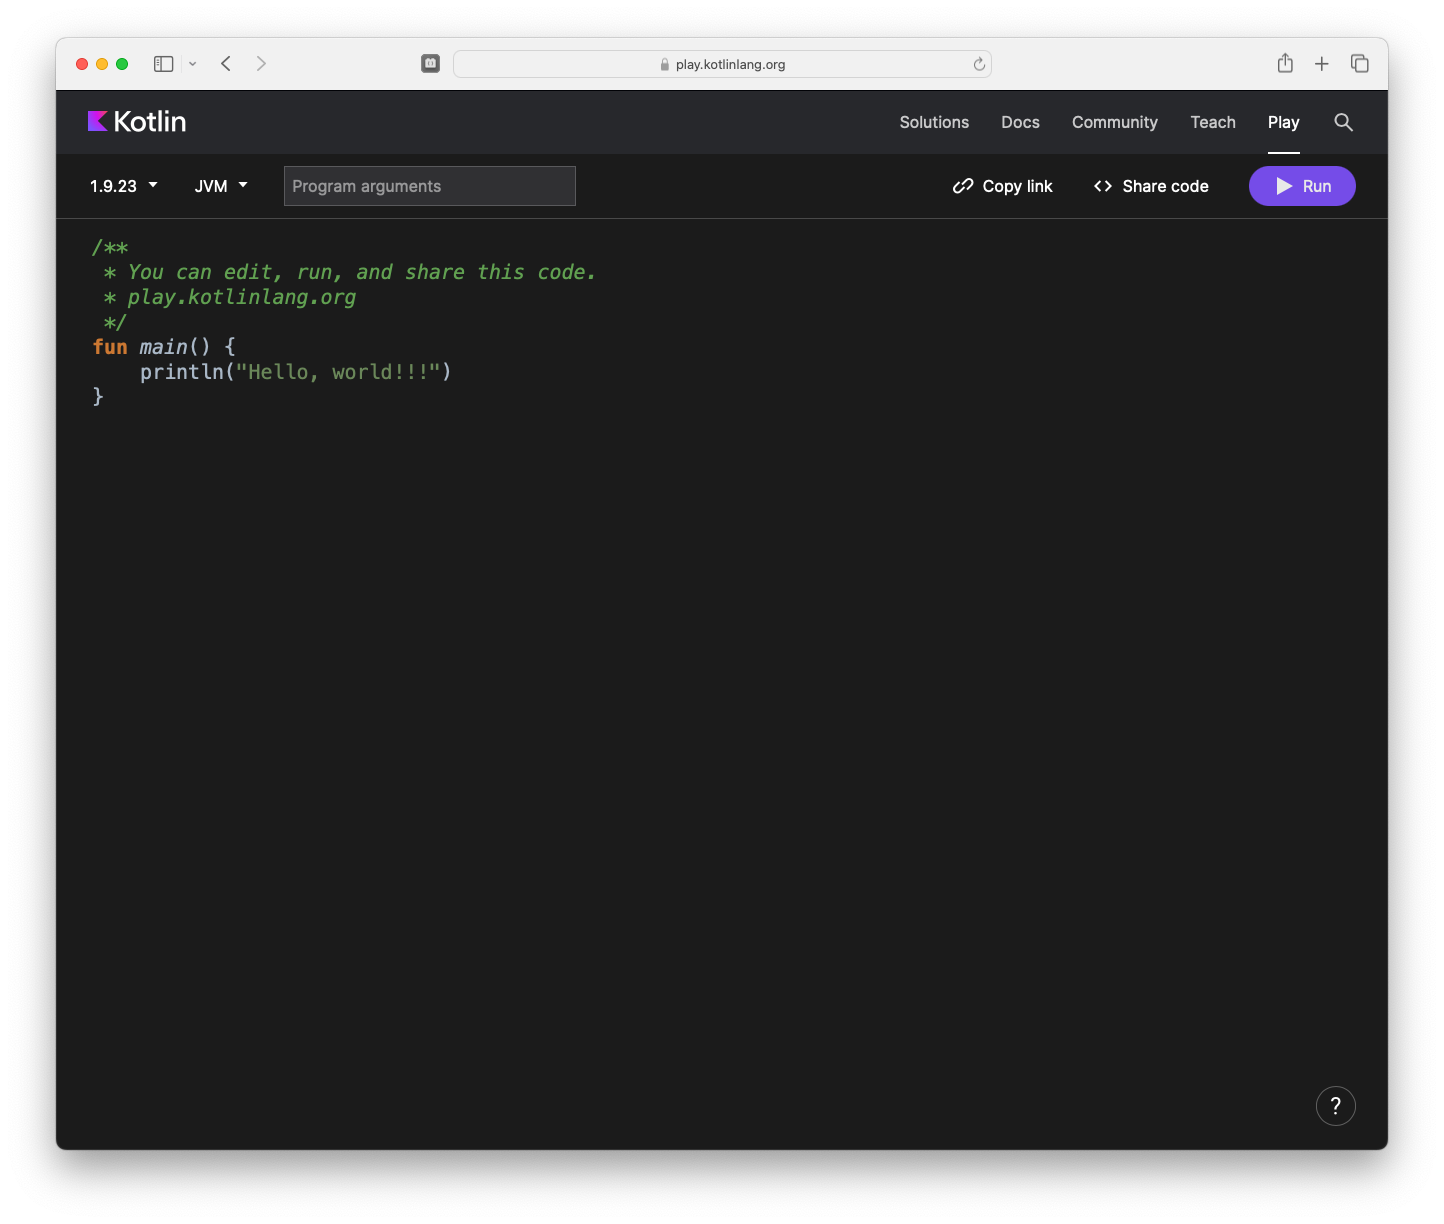 play.kotlinlang.org
Kotlin
Solutions Docs Community Teach Play
1.9.23 JVM Program arguments Copy link Share code Run
/**
 * You can edit, run, and share this code.
 * play.kotlinlang.org
 */
fun main() {
    println("Hello, world!!!")
}
?